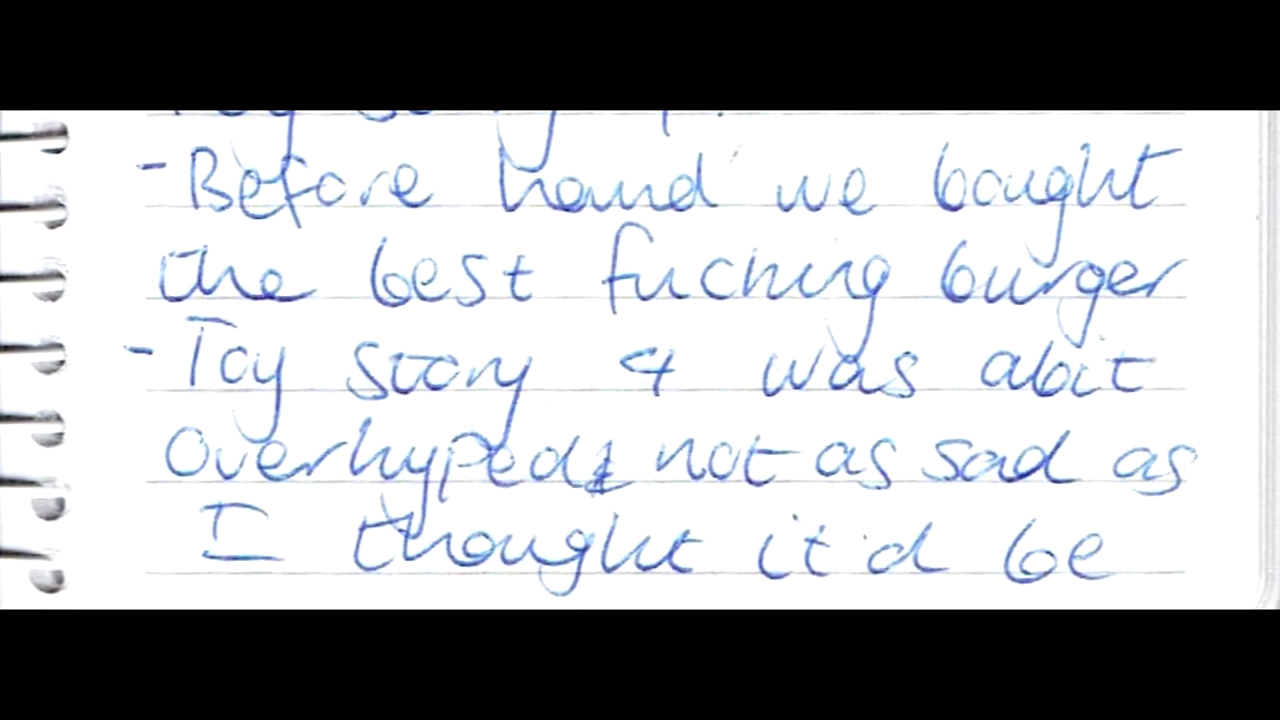 - Before hand we bought
the best fucking burger
- Toy story 4 was abit
overhyped & not as sad as
I thought it'd be